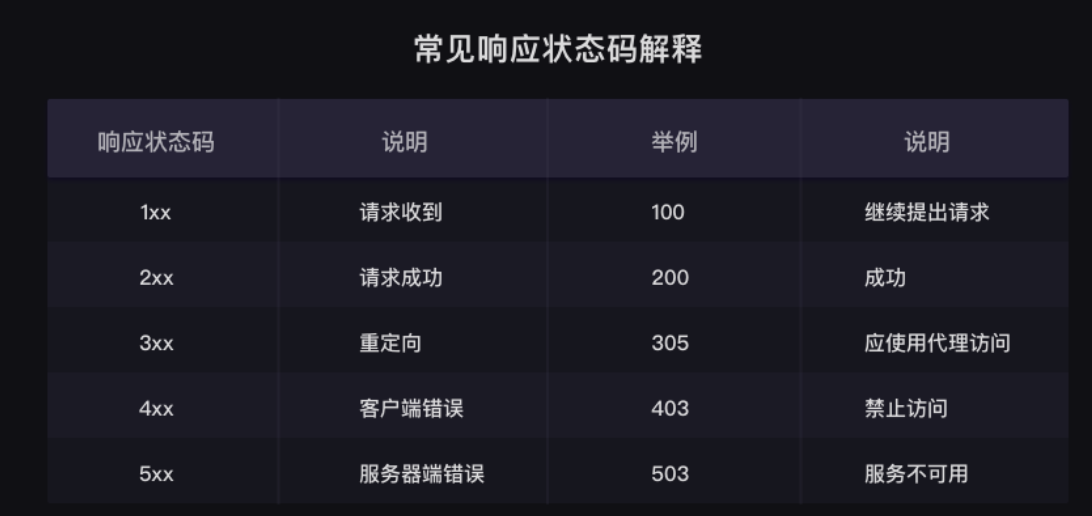 常见响应状态码解释
响应状态码 说明 举例 说明
1xx 请求收到 100 继续提出请求
2xx 请求成功 200 成功
3xx 重定向 305 应使用代理访问
4xx 客户端错误 403 禁止访问
5xx 服务器端错误 503 服务不可用